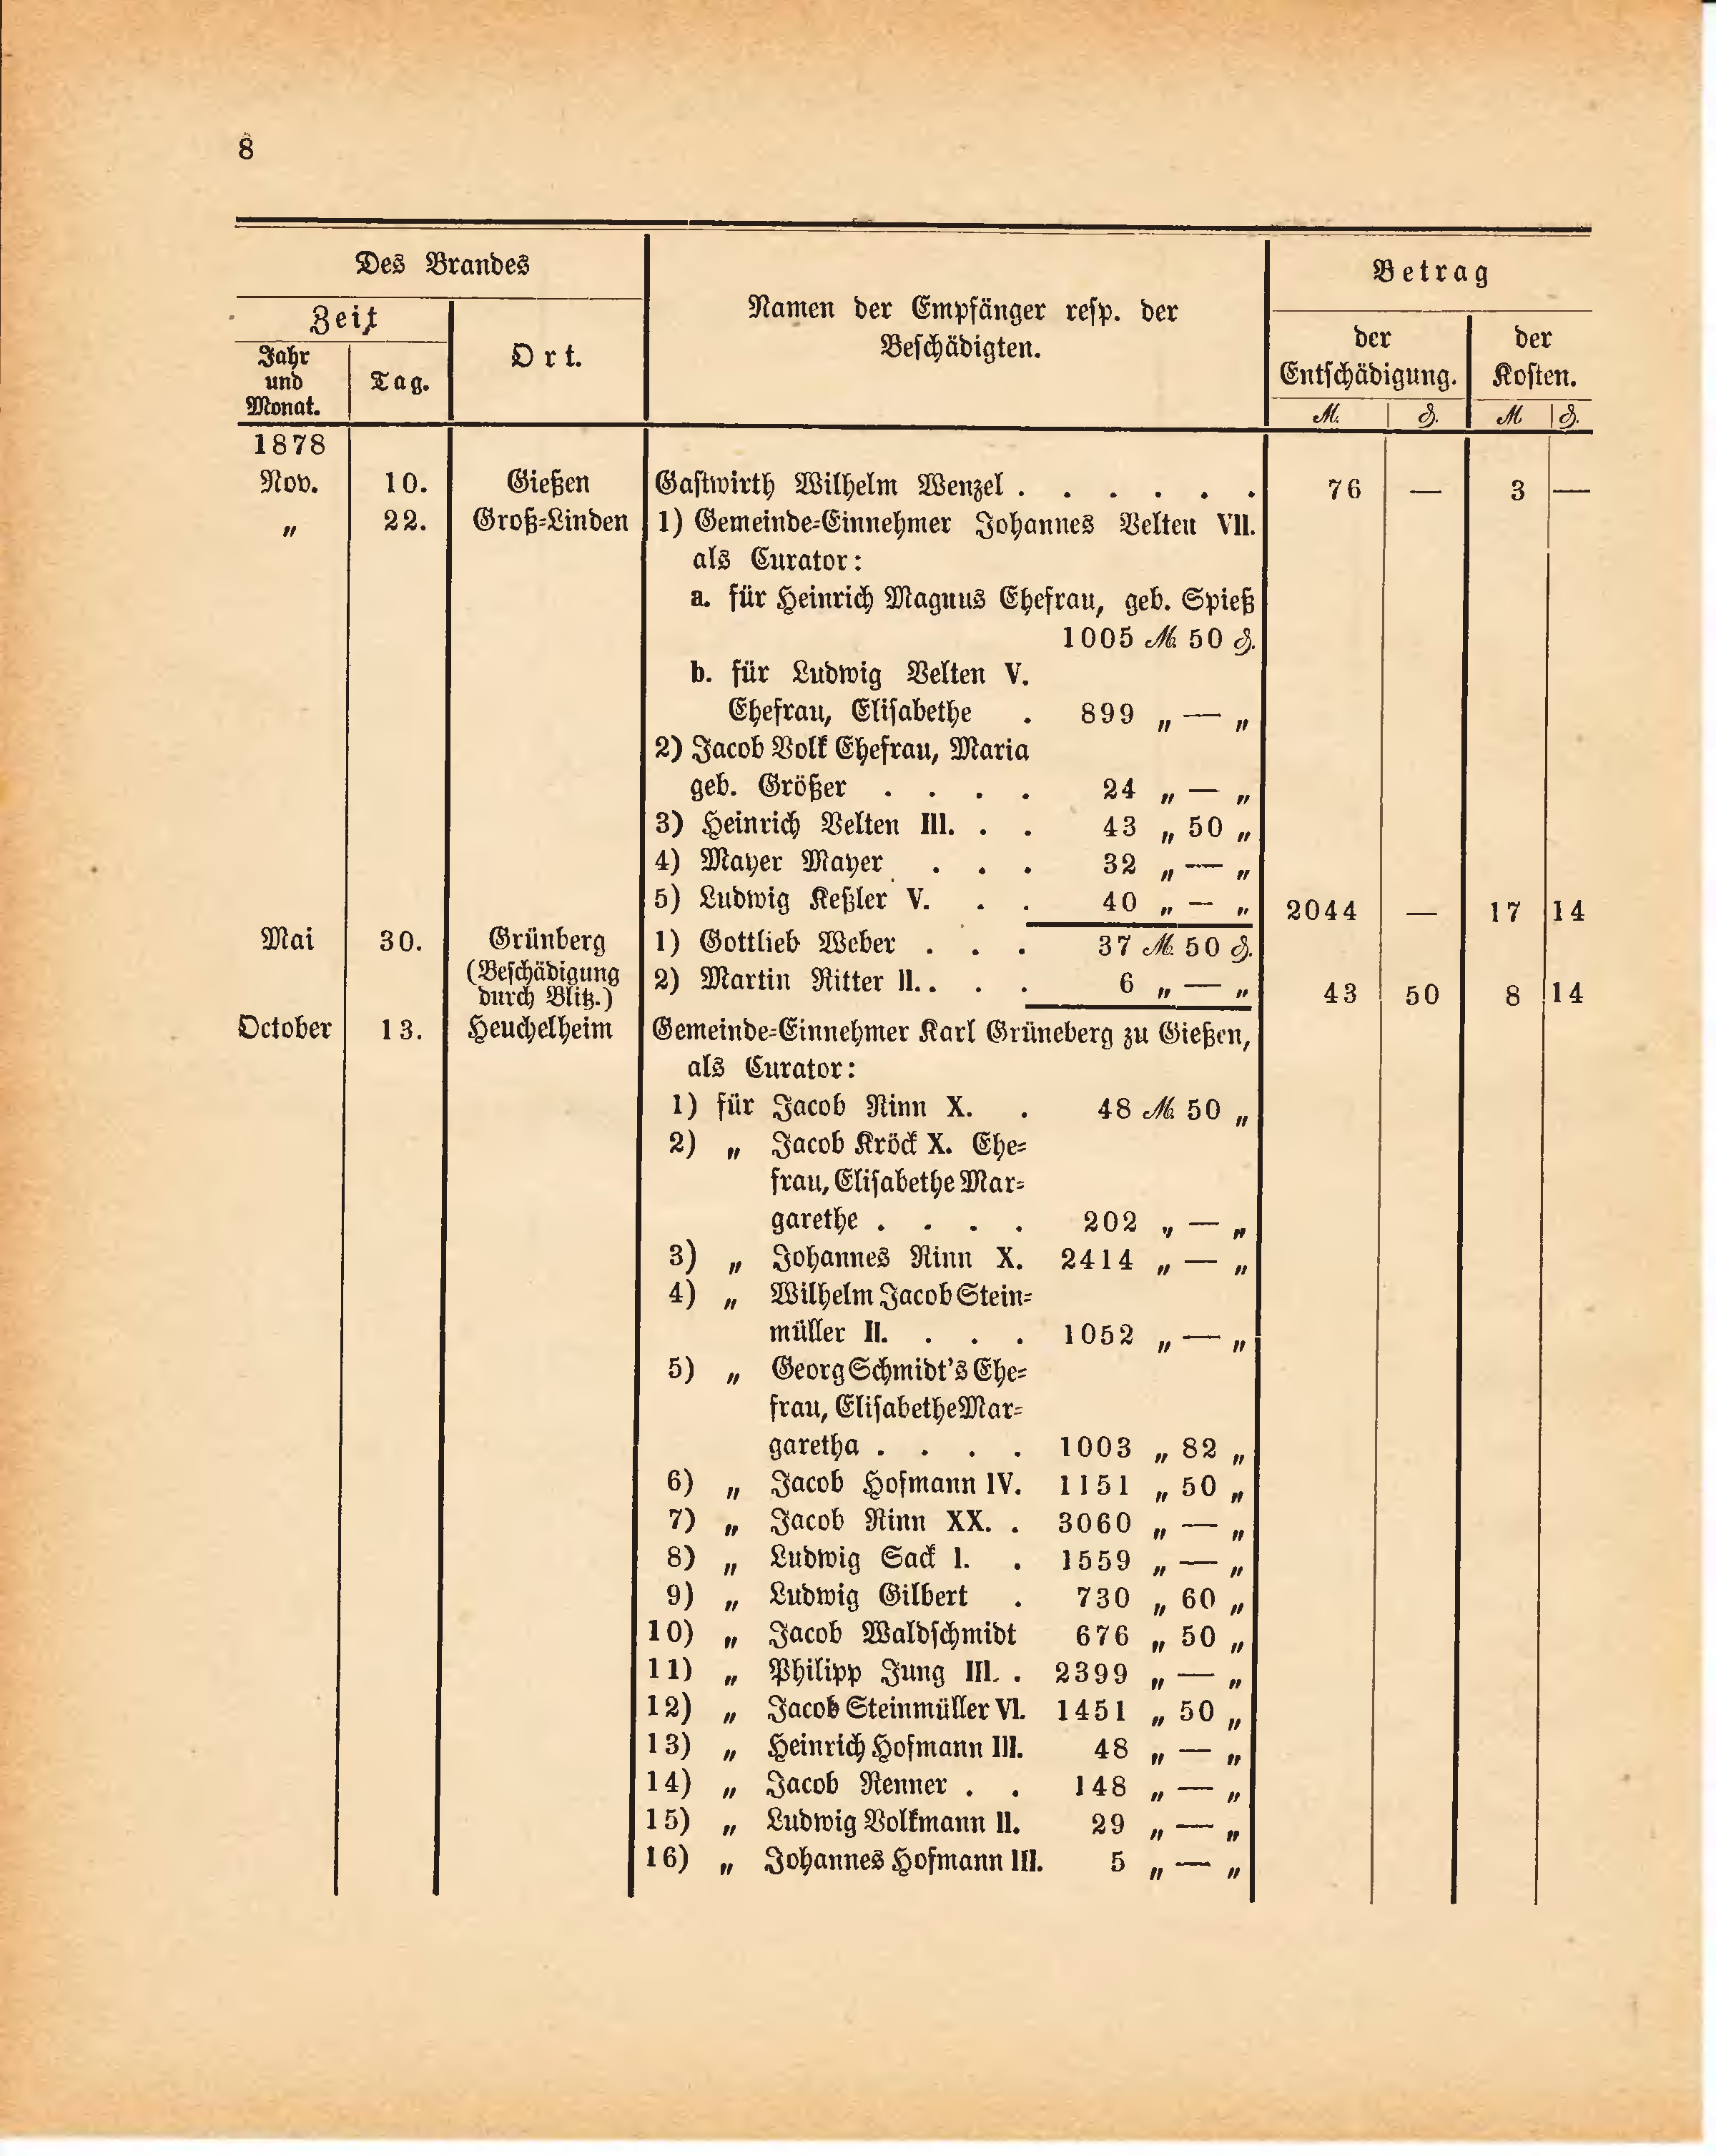 8
Des Brandes
Betrag
Zeit
Namen der Empfänger resp. der
Beschädigten.
Ort.
der
Entschädigung.
der
Kosten.
Jahr
und
Monat.
Tag.
M. ₰. M ₰.
1878
Nov. 10. Gießen Gastwirth Wilhelm Wenzel . . . . . . 76 — 3 —
„ 22. Groß-Linden 1) Gemeinde-Einnehmer Johannes Velten VII.
als Curator:
a. für Heinrich Magnus Ehefrau, geb. Spieß
1005 M. 50 ₰.
b. für Ludwig Velten V.
Ehefrau, Elisabethe . 899 „ — „
2) Jacob Volk Ehefrau, Maria
geb. Größer . . . . 24 „ — „
3) Heinrich Velten III. . . 43 „ 50 „
4) Mayer Mayer . . . 32 „ — „
5) Ludwig Keßler V. . . 40 „ — „ 2044 — 17 14
Mai 30. Grünberg 1) Gottlieb Weber . . . 37 M. 50 ₰.
(Beschädigung
durch Blitz.) 2) Martin Ritter II. . . . 6 „ — „ 43 50 8 14
October 13. Heuchelheim Gemeinde-Einnehmer Karl Grüneberg zu Gießen,
als Curator:
1) für Jacob Rinn X. . 48 M. 50 „
2) „ Jacob Kröck X. Ehe-
frau, Elisabethe Mar-
garethe . . . . 202 „ — „
3) „ Johannes Rinn X. 2414 „ — „
4) „ Wilhelm Jacob Stein-
müller II. . . . 1052 „ — „
5) „ Georg Schmidt's Ehe-
frau, Elisabethe Mar-
garetha . . . . 1003 „ 82 „
6) „ Jacob Hofmann IV. 1151 „ 50 „
7) „ Jacob Rinn XX. . 3060 „ — „
8) „ Ludwig Sack I. . 1559 „ — „
9) „ Ludwig Gilbert . 730 „ 60 „
10) „ Jacob Waldschmidt 676 „ 50 „
11) „ Philipp Jung III. . 2399 „ — „
12) „ Jacob Steinmüller VI. 1451 „ 50 „
13) „ Heinrich Hofmann III. 48 „ — „
14) „ Jacob Renner . . 148 „ — „
15) „ Ludwig Volkmann II. 29 „ — „
16) „ Johannes Hofmann III. 5 „ — „